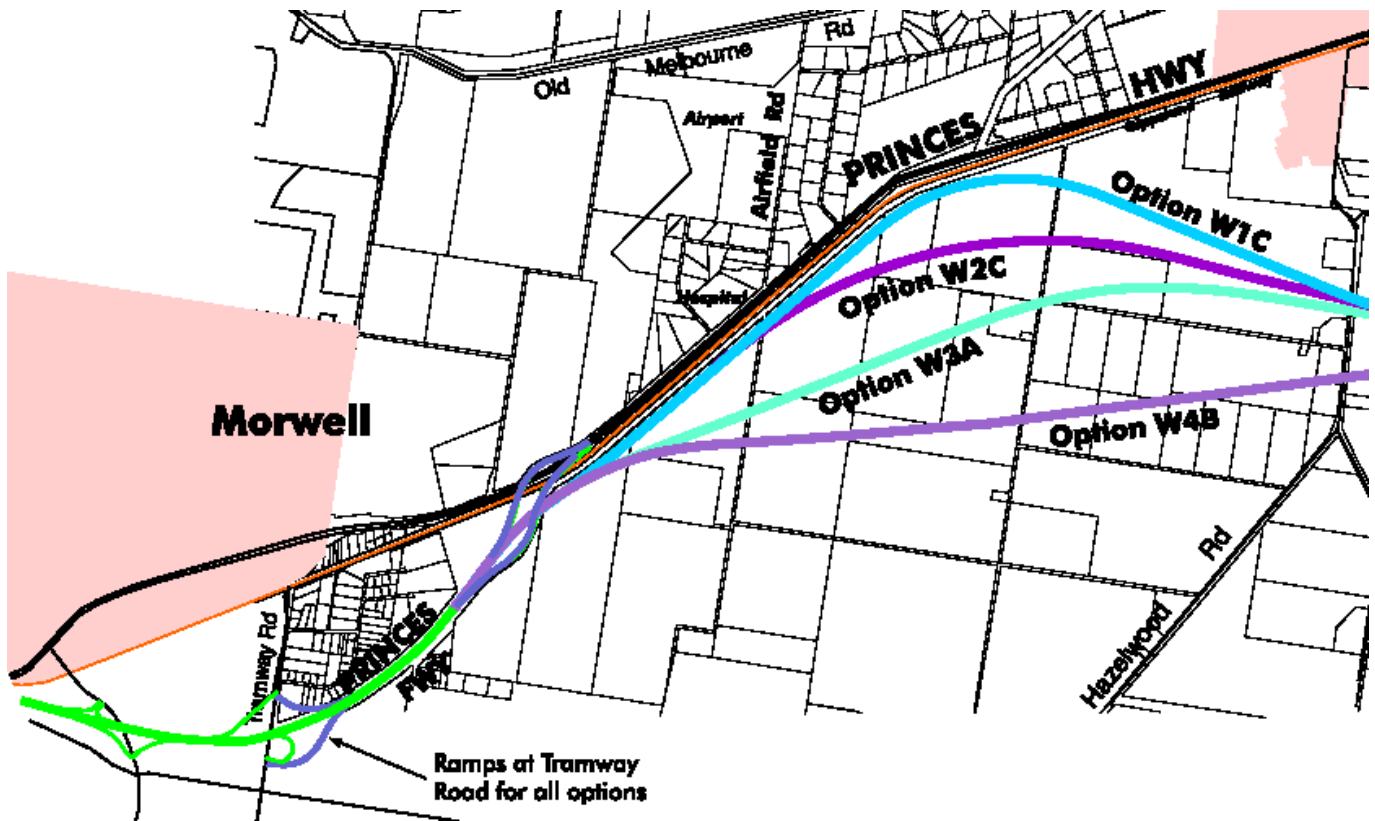 Rd
Melbourne
Old
HWY
Airport
Airfield Rd
PRINCES
Option W1C
Option W2C
Hospital
Option W3A
Morwell
Option W4B
Rd
Hazelwood
PRINCES
FWY
Tramway Rd
Ramps at Tramway
Road for all options